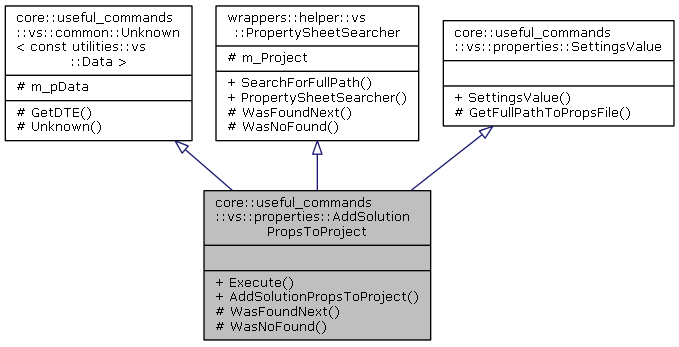 core::useful_commands
::vs::common::Unknown
< const utilities::vs
::Data >
# m_pData
# GetDTE()
# Unknown()
wrappers::helper::vs
::PropertySheetSearcher
# m_Project
+ SearchForFullPath()
+ PropertySheetSearcher()
# WasFoundNext()
# WasNoFound()
core::useful_commands
::vs::properties::SettingsValue
+ SettingsValue()
# GetFullPathToPropsFile()
core::useful_commands
::vs::properties::AddSolution
PropsToProject
+ Execute()
+ AddSolutionPropsToProject()
# WasFoundNext()
# WasNoFound()